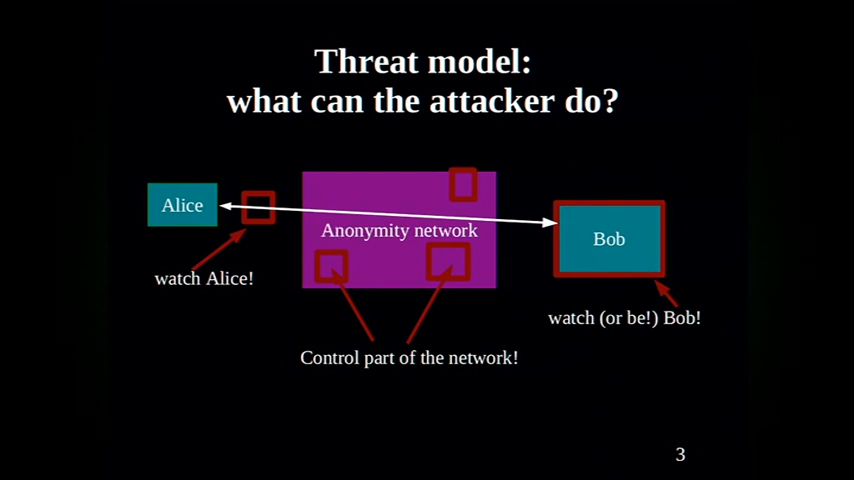 Threat model:
what can the attacker do?
Alice
Anonymity network
Bob
watch Alice!
watch (or be!) Bob!
Control part of the network!
3